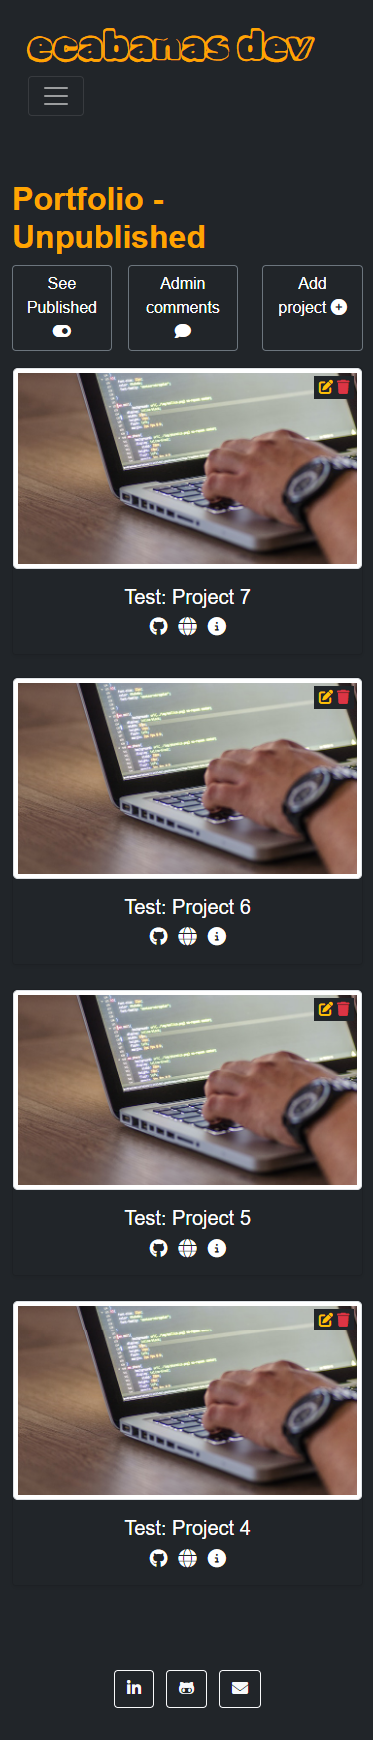 ecabanas dev
Portfolio -
Unpublished
See
Published
Admin
comments
Add
project
Test: Project 7
Test: Project 6
Test: Project 5
Test: Project 4
in